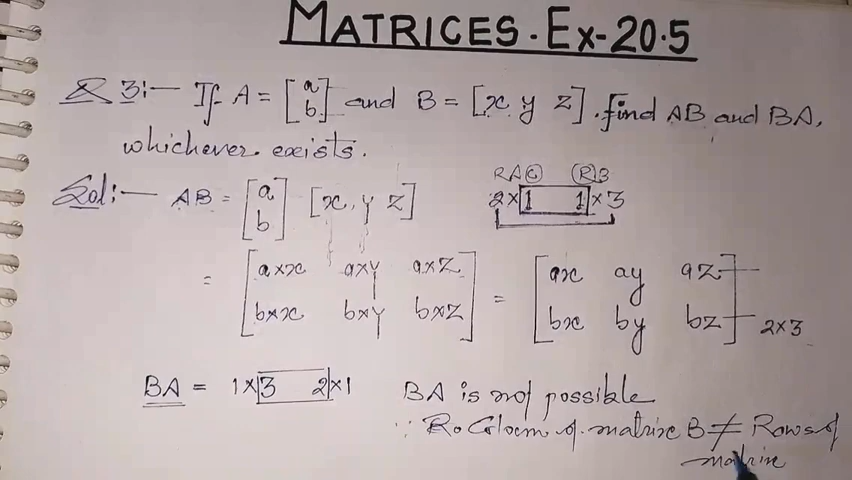 MATRICES. Ex-20.5
Q 3:— If A = [a b] and B = [x y z]. find AB and BA,
whichever exists.
Sol:— AB = [a b] [x, y z]
RAC RB
2×1 1×3
= [a×x a×y a×z
b×x b×y b×z] = [ax ay az
bx by bz] 2×3
BA = 1×3 2×1 BA is not possible
∵ of matrix B ≠ Rows of
matrix